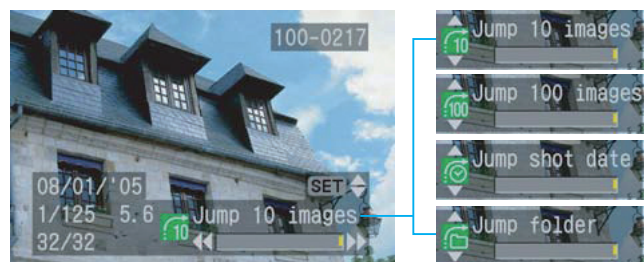 100-0217
08/01/'05
SET
1/125 5.6 10 Jump 10 images
32/32
10 Jump 10 images
100 Jump 100 images
Jump shot date
Jump folder